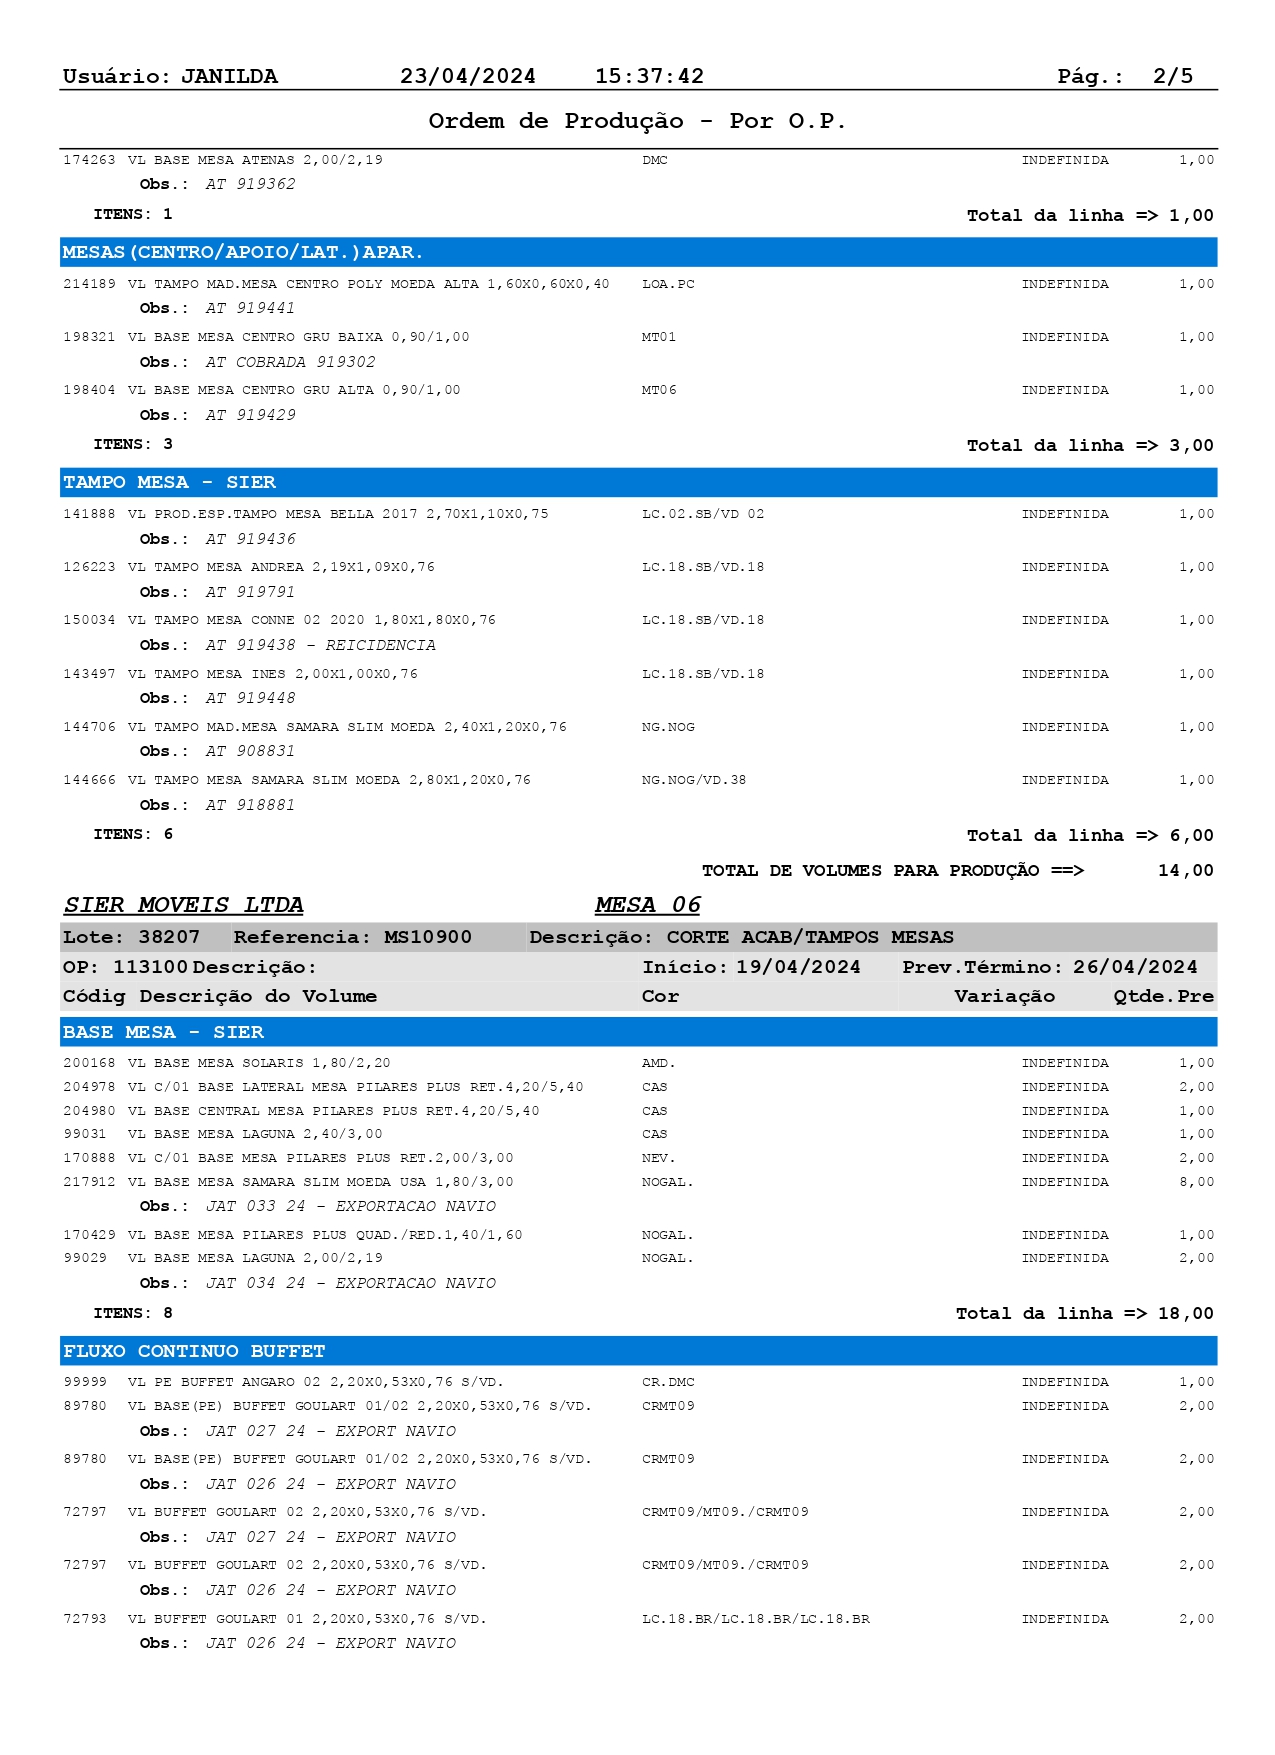 Usuário: JANILDA 23/04/2024 15:37:42 Pág.: 2/5
Ordem de Produção - Por O.P.
174263 VL BASE MESA ATENAS 2,00/2,19 DMC INDEFINIDA 1,00
Obs.: AT 919362
ITENS: 1 Total da linha => 1,00
MESAS(CENTRO/APOIO/LAT.)APAR.
214189 VL TAMPO MAD.MESA CENTRO POLY MOEDA ALTA 1,60X0,60X0,40 LOA.PC INDEFINIDA 1,00
Obs.: AT 919441
198321 VL BASE MESA CENTRO GRU BAIXA 0,90/1,00 MT01 INDEFINIDA 1,00
Obs.: AT COBRADA 919302
198404 VL BASE MESA CENTRO GRU ALTA 0,90/1,00 MT06 INDEFINIDA 1,00
Obs.: AT 919429
ITENS: 3 Total da linha => 3,00
TAMPO MESA - SIER
141888 VL PROD.ESP.TAMPO MESA BELLA 2017 2,70X1,10X0,75 LC.02.SB/VD 02 INDEFINIDA 1,00
Obs.: AT 919436
126223 VL TAMPO MESA ANDREA 2,19X1,09X0,76 LC.18.SB/VD.18 INDEFINIDA 1,00
Obs.: AT 919791
150034 VL TAMPO MESA CONNE 02 2020 1,80X1,80X0,76 LC.18.SB/VD.18 INDEFINIDA 1,00
Obs.: AT 919438 - REICIDENCIA
143497 VL TAMPO MESA INES 2,00X1,00X0,76 LC.18.SB/VD.18 INDEFINIDA 1,00
Obs.: AT 919448
144706 VL TAMPO MAD.MESA SAMARA SLIM MOEDA 2,40X1,20X0,76 NG.NOG INDEFINIDA 1,00
Obs.: AT 908831
144666 VL TAMPO MESA SAMARA SLIM MOEDA 2,80X1,20X0,76 NG.NOG/VD.38 INDEFINIDA 1,00
Obs.: AT 918881
ITENS: 6 Total da linha => 6,00
TOTAL DE VOLUMES PARA PRODUÇÃO ==> 14,00
SIER MOVEIS LTDA MESA 06
Lote: 38207 Referencia: MS10900 Descrição: CORTE ACAB/TAMPOS MESAS
OP: 113100 Descrição: Início: 19/04/2024 Prev.Término: 26/04/2024
Códig Descrição do Volume Cor Variação Qtde.Pre
BASE MESA - SIER
200168 VL BASE MESA SOLARIS 1,80/2,20 AMD. INDEFINIDA 1,00
204978 VL C/01 BASE LATERAL MESA PILARES PLUS RET.4,20/5,40 CAS INDEFINIDA 2,00
204980 VL BASE CENTRAL MESA PILARES PLUS RET.4,20/5,40 CAS INDEFINIDA 1,00
99031 VL BASE MESA LAGUNA 2,40/3,00 CAS INDEFINIDA 1,00
170888 VL C/01 BASE MESA PILARES PLUS RET.2,00/3,00 NEV. INDEFINIDA 2,00
217912 VL BASE MESA SAMARA SLIM MOEDA USA 1,80/3,00 NOGAL. INDEFINIDA 8,00
Obs.: JAT 033 24 - EXPORTACAO NAVIO
170429 VL BASE MESA PILARES PLUS QUAD./RED.1,40/1,60 NOGAL. INDEFINIDA 1,00
99029 VL BASE MESA LAGUNA 2,00/2,19 NOGAL. INDEFINIDA 2,00
Obs.: JAT 034 24 - EXPORTACAO NAVIO
ITENS: 8 Total da linha => 18,00
FLUXO CONTINUO BUFFET
99999 VL PE BUFFET ANGARO 02 2,20X0,53X0,76 S/VD. CR.DMC INDEFINIDA 1,00
89780 VL BASE(PE) BUFFET GOULART 01/02 2,20X0,53X0,76 S/VD. CRMT09 INDEFINIDA 2,00
Obs.: JAT 027 24 - EXPORT NAVIO
89780 VL BASE(PE) BUFFET GOULART 01/02 2,20X0,53X0,76 S/VD. CRMT09 INDEFINIDA 2,00
Obs.: JAT 026 24 - EXPORT NAVIO
72797 VL BUFFET GOULART 02 2,20X0,53X0,76 S/VD. CRMT09/MT09./CRMT09 INDEFINIDA 2,00
Obs.: JAT 027 24 - EXPORT NAVIO
72797 VL BUFFET GOULART 02 2,20X0,53X0,76 S/VD. CRMT09/MT09./CRMT09 INDEFINIDA 2,00
Obs.: JAT 026 24 - EXPORT NAVIO
72793 VL BUFFET GOULART 01 2,20X0,53X0,76 S/VD. LC.18.BR/LC.18.BR/LC.18.BR INDEFINIDA 2,00
Obs.: JAT 026 24 - EXPORT NAVIO